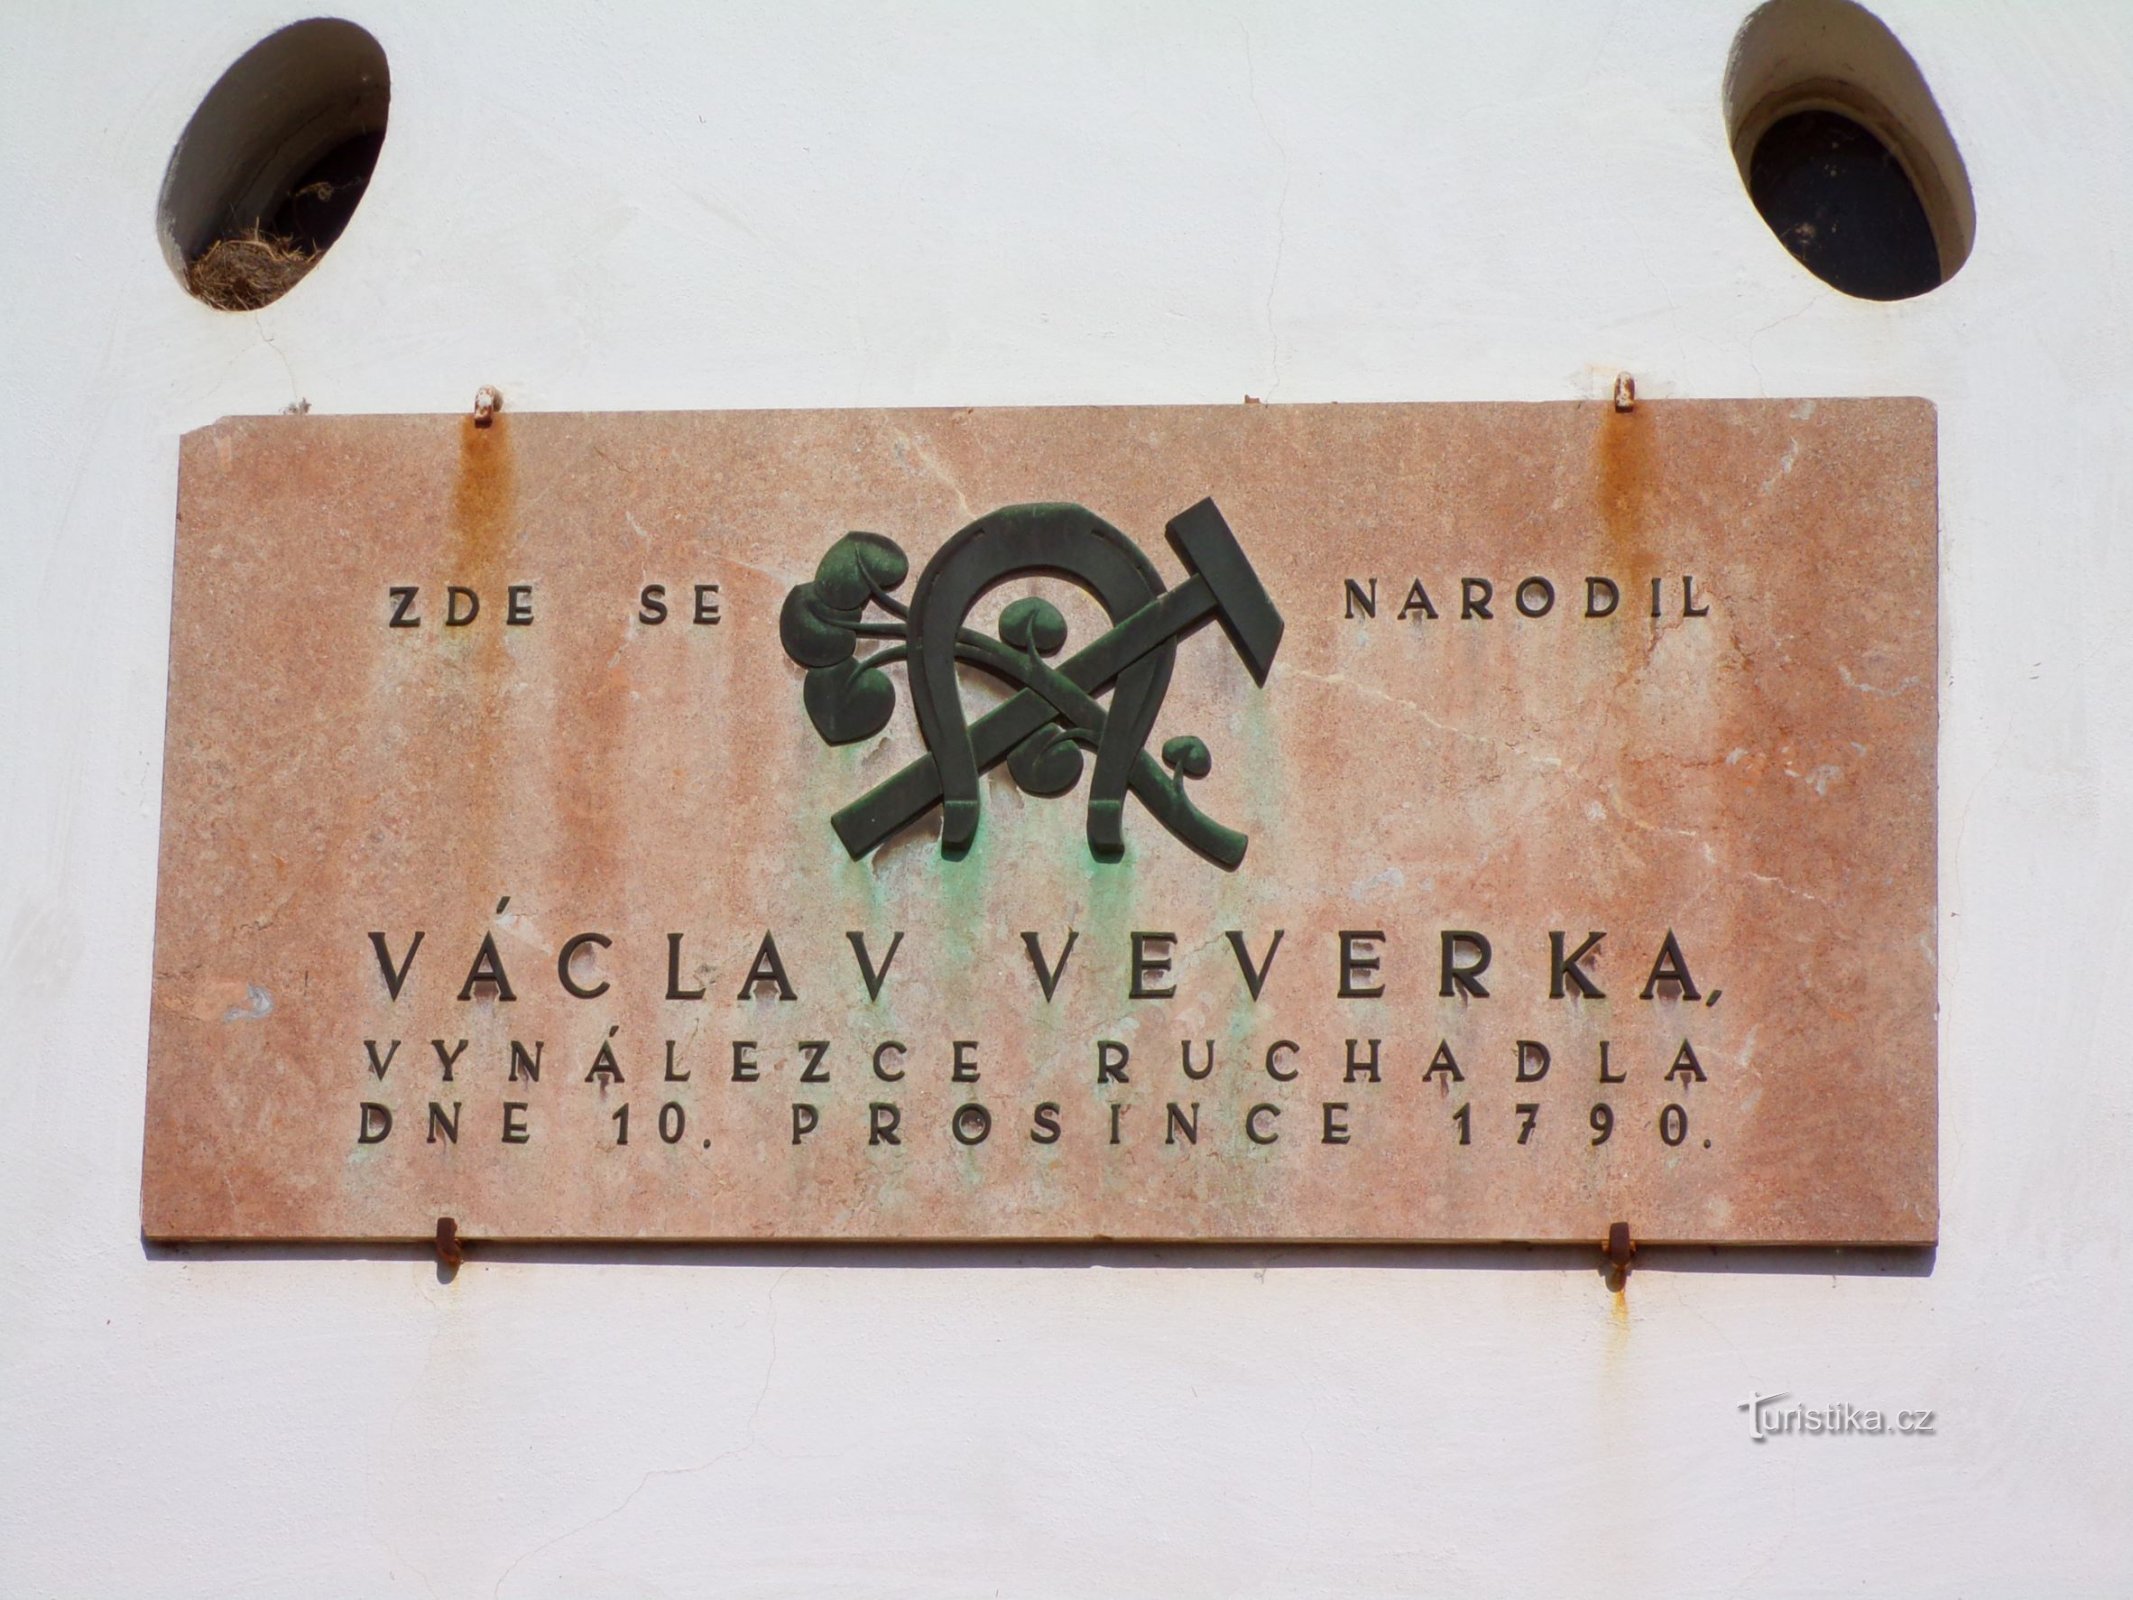 ZDE SE NARODIL
VÁCLAV VEVERKA,
VYNÁLEZCE RUCHADLA
DNE 10. PROSINCE 1790.
Turistika.cz